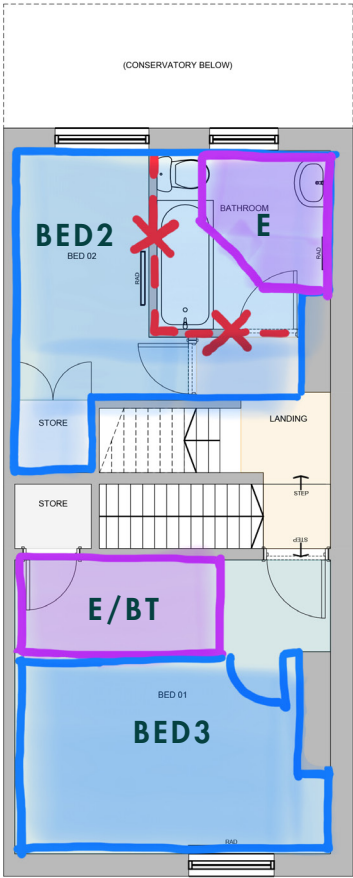 (CONSERVATORY BELOW)
BATHROOM
E
BED2
BED 02
RAD
RAD
STORE
LANDING
STORE
STEP
STEP
E/BT
BED 01
BED3
RAD